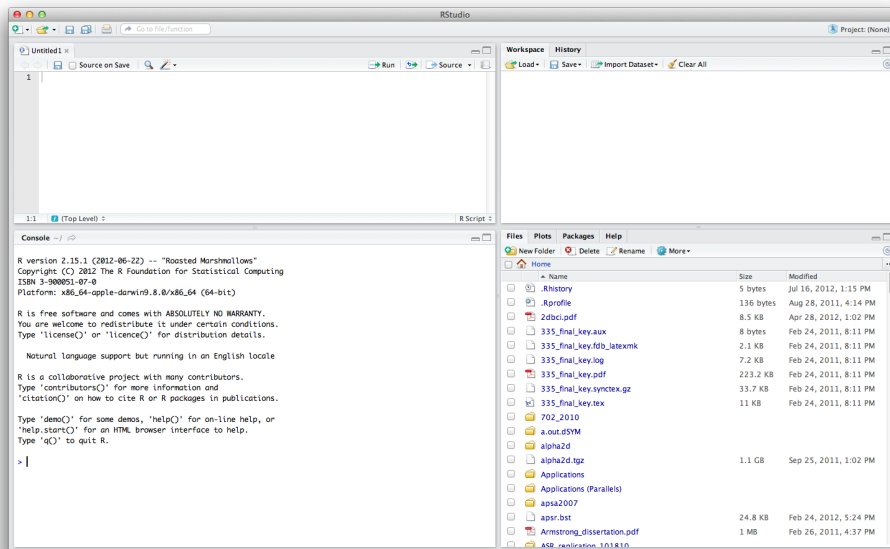 RStudio
Go to file/function
Project: (None)
Untitled1
Source on Save
Run
Source
1
1:1
(Top Level)
R Script
Workspace
History
Load
Save
Import Dataset
Clear All
Console ~/
R version 2.15.1 (2012-06-22) -- "Roasted Marshmallows"
Copyright (C) 2012 The R Foundation for Statistical Computing
ISBN 3-900051-07-0
Platform: x86_64-apple-darwin9.8.0/x86_64 (64-bit)
R is free software and comes with ABSOLUTELY NO WARRANTY.
You are welcome to redistribute it under certain conditions.
Type 'license()' or 'licence()' for distribution details.
Natural language support but running in an English locale
R is a collaborative project with many contributors.
Type 'contributors()' for more information and
'citation()' on how to cite R or R packages in publications.
Type 'demo()' for some demos, 'help()' for on-line help, or
'help.start()' for an HTML browser interface to help.
Type 'q()' to quit R.
>
Files Plots Packages Help
New Folder Delete Rename More
Home
Name Size Modified
.Rhistory 5 bytes Jul 16, 2012, 1:15 PM
.Rprofile 136 bytes Aug 28, 2011, 4:14 PM
2dbci.pdf 8.5 KB Apr 28, 2012, 1:02 PM
335_final_key.aux 8 bytes Feb 24, 2011, 8:11 PM
335_final_key.fdb_latexmk 2.1 KB Feb 24, 2011, 8:11 PM
335_final_key.log 7.2 KB Feb 24, 2011, 8:11 PM
335_final_key.pdf 223.2 KB Feb 24, 2011, 8:11 PM
335_final_key.synctex.gz 33.7 KB Feb 24, 2011, 8:11 PM
335_final_key.tex 11 KB Feb 24, 2011, 8:11 PM
702_2010
a.out.dSYM
alpha2d
alpha2d.tgz 1.1 GB Sep 25, 2011, 1:02 PM
Applications
Applications (Parallels)
apsa2007
apsr.bst 24.8 KB Feb 24, 2012, 5:24 PM
Armstrong_dissertation.pdf 1 MB Feb 26, 2011, 4:37 PM
ASR_replication_101810